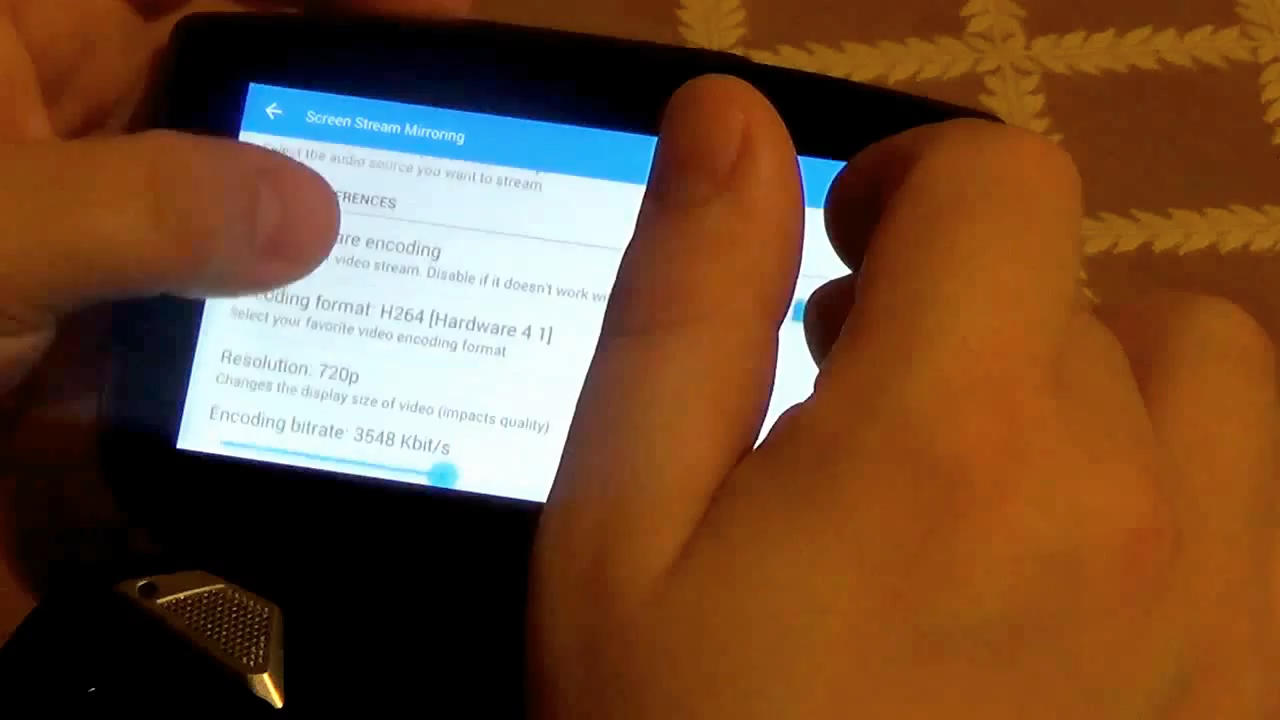 Screen Stream Mirroring
Select the audio source you want to stream
ERENCES
are encoding
video stream. Disable if it doesn't work wi
oding format: H264 [Hardware 4.1]
Select your favorite video encoding format
Resolution: 720p
Changes the display size of video (impacts quality)
Encoding bitrate: 3548 Kbit/s